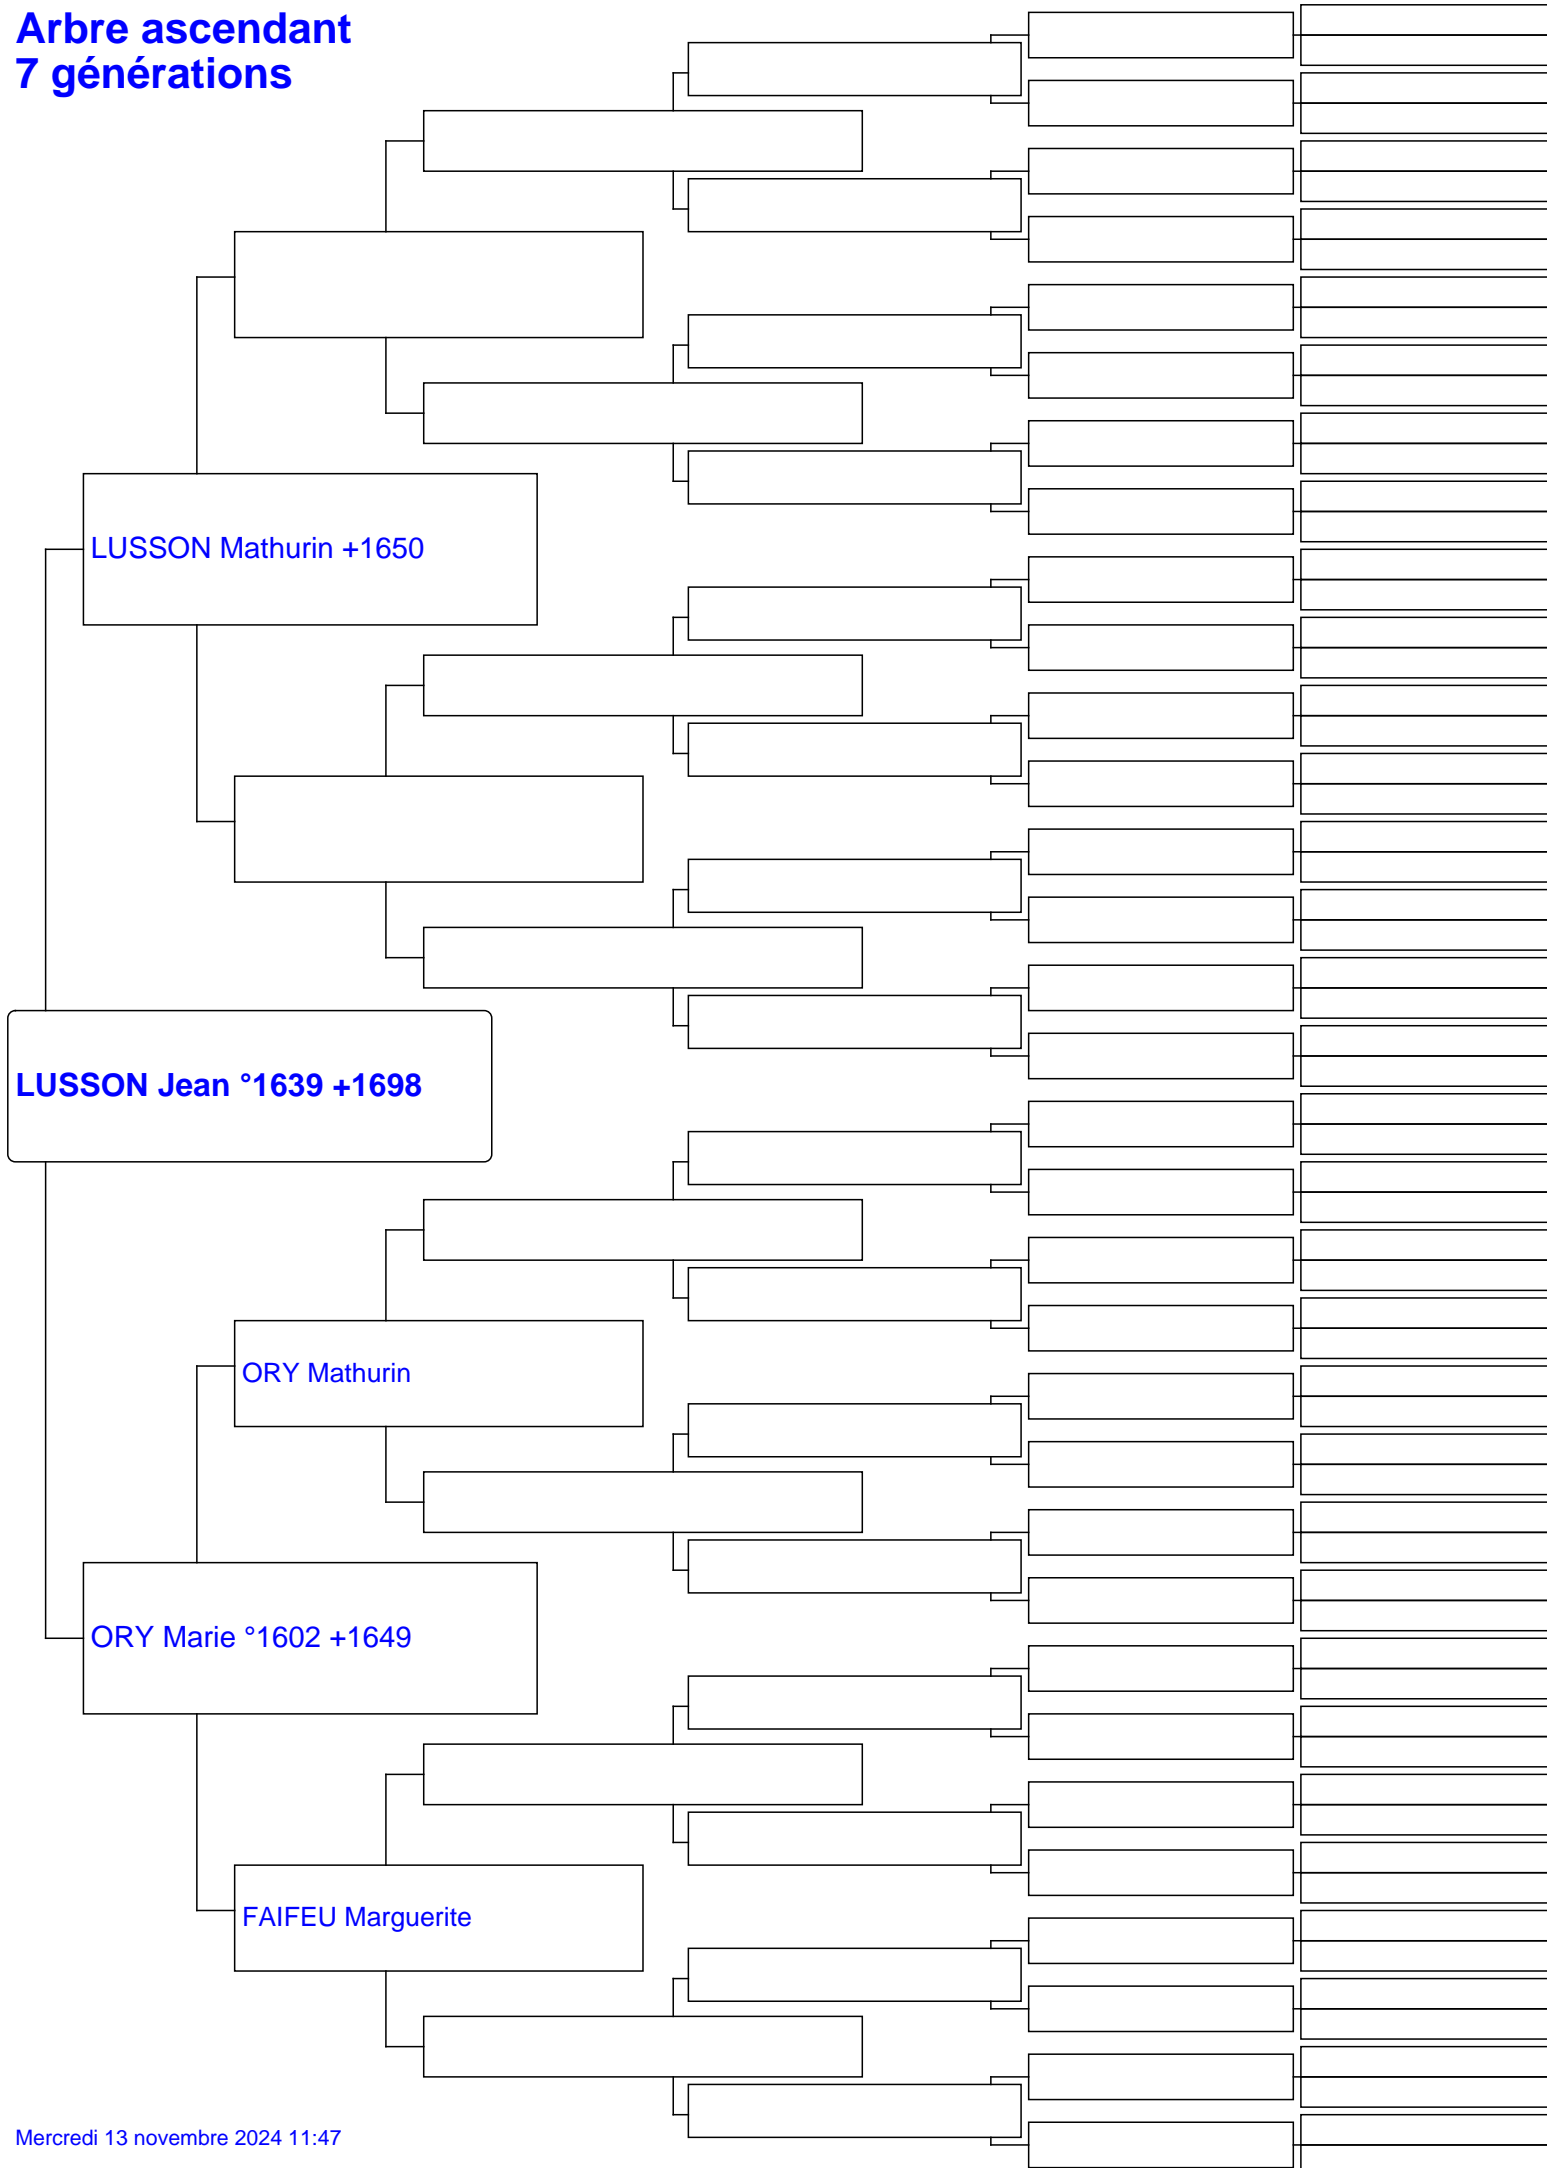 Arbre ascendant
7 générations
LUSSON Mathurin +1650
LUSSON Jean °1639 +1698
ORY Mathurin
ORY Marie °1602 +1649
FAIFEU Marguerite
Mercredi 13 novembre 2024 11:47